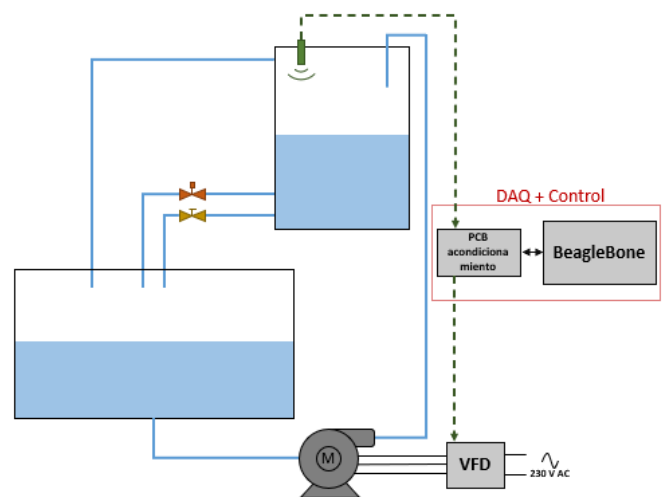 DAQ + Control
PCB
acondiciona
miento
BeagleBone
M
VFD
230 V AC